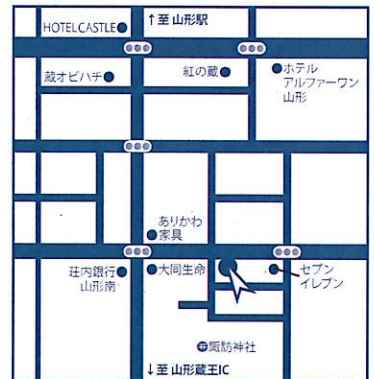 ↑至 山形駅
HOTEL CASTLE
蔵オビハチ
紅の蔵
ホテル
アルファーワン
山形
ありかわ
家具
荘内銀行
山形南
大同生命
セブン
イレブン
諏訪神社
↓至 山形蔵王IC